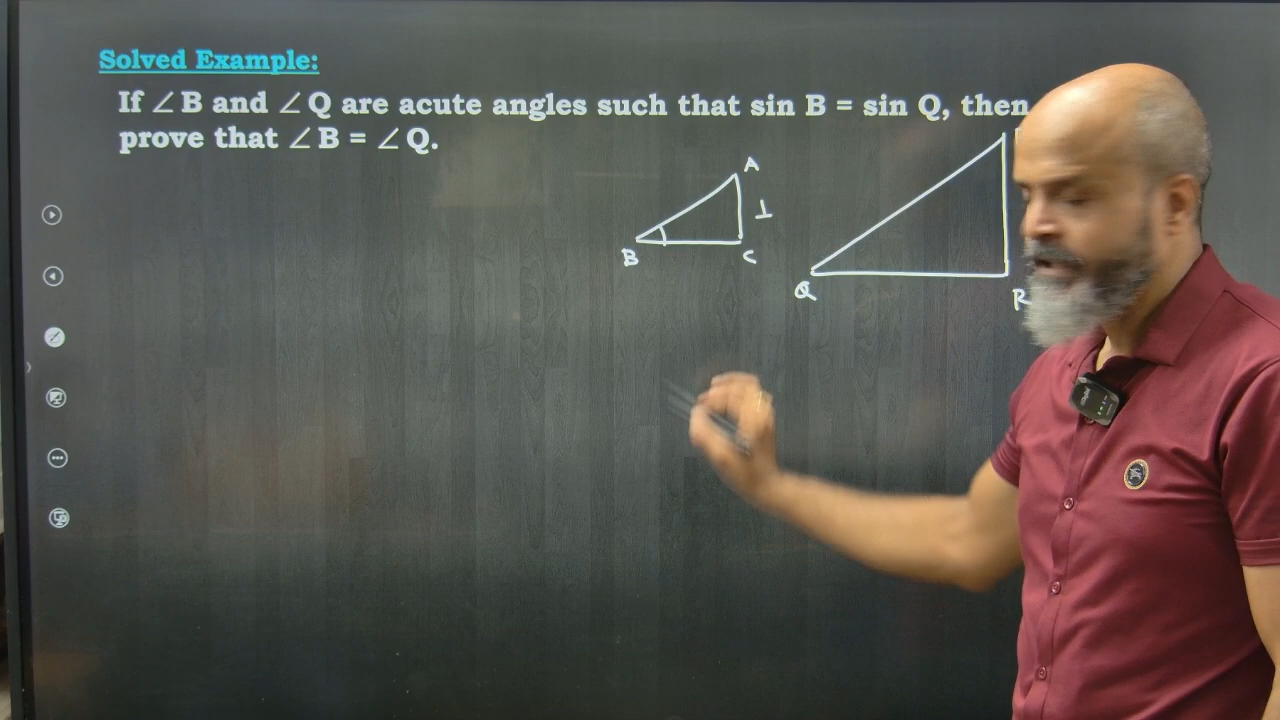 Solved Example:
If ∠B and ∠Q are acute angles such that sin B = sin Q, then
prove that ∠B = ∠Q.
A
⊥
B
C
Q
R